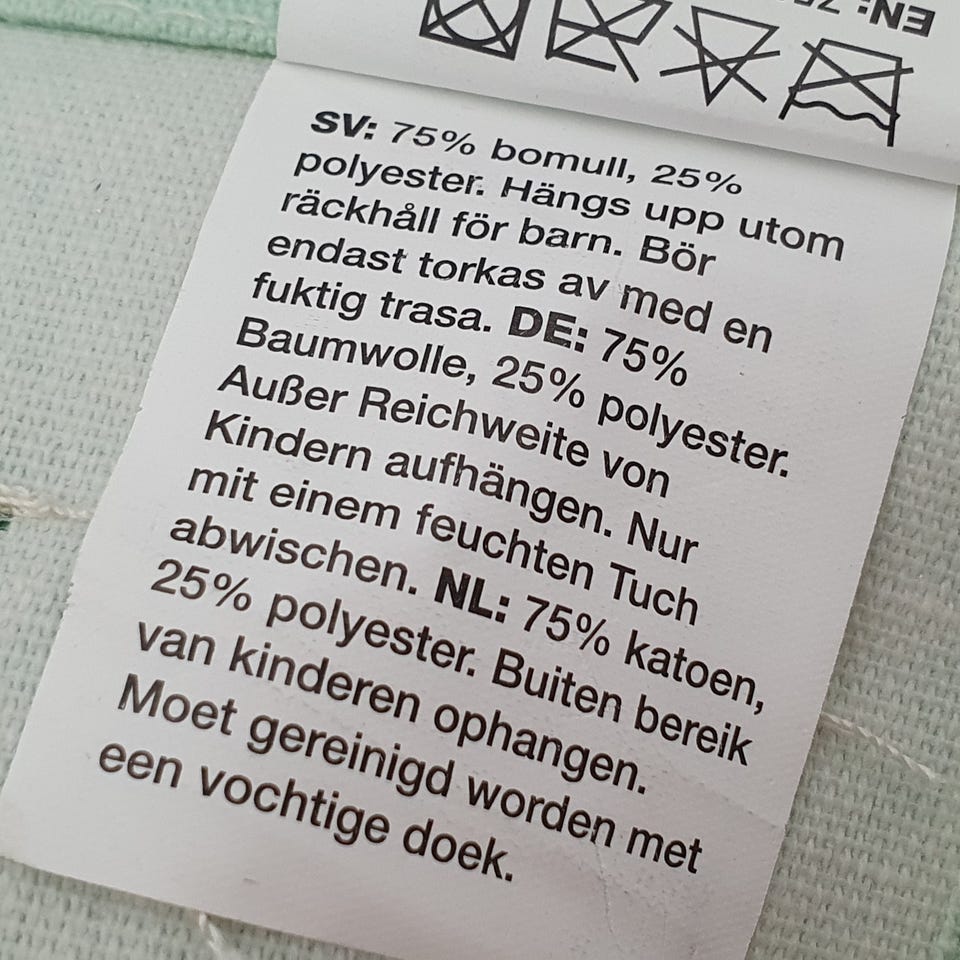 EN: 75
SV: 75% bomull, 25%
polyester. Hängs upp utom
räckhåll för barn. Bör
endast torkas av med en
fuktig trasa. DE: 75%
Baumwolle, 25% polyester.
Außer Reichweite von
Kindern aufhängen. Nur
mit einem feuchten Tuch
abwischen. NL: 75% katoen,
25% polyester. Buiten bereik
van kinderen ophangen.
Moet gereinigd worden met
een vochtige doek.